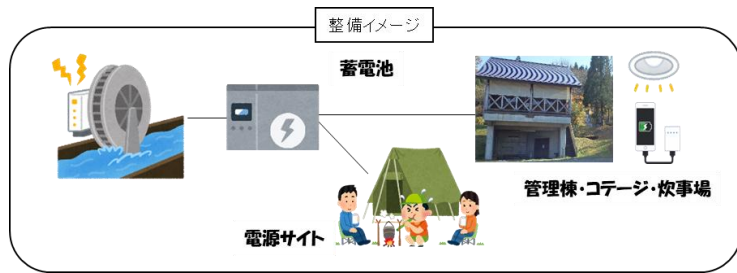 整備イメージ
蓄電池
管理棟・コテージ・炊事場
電源サイト